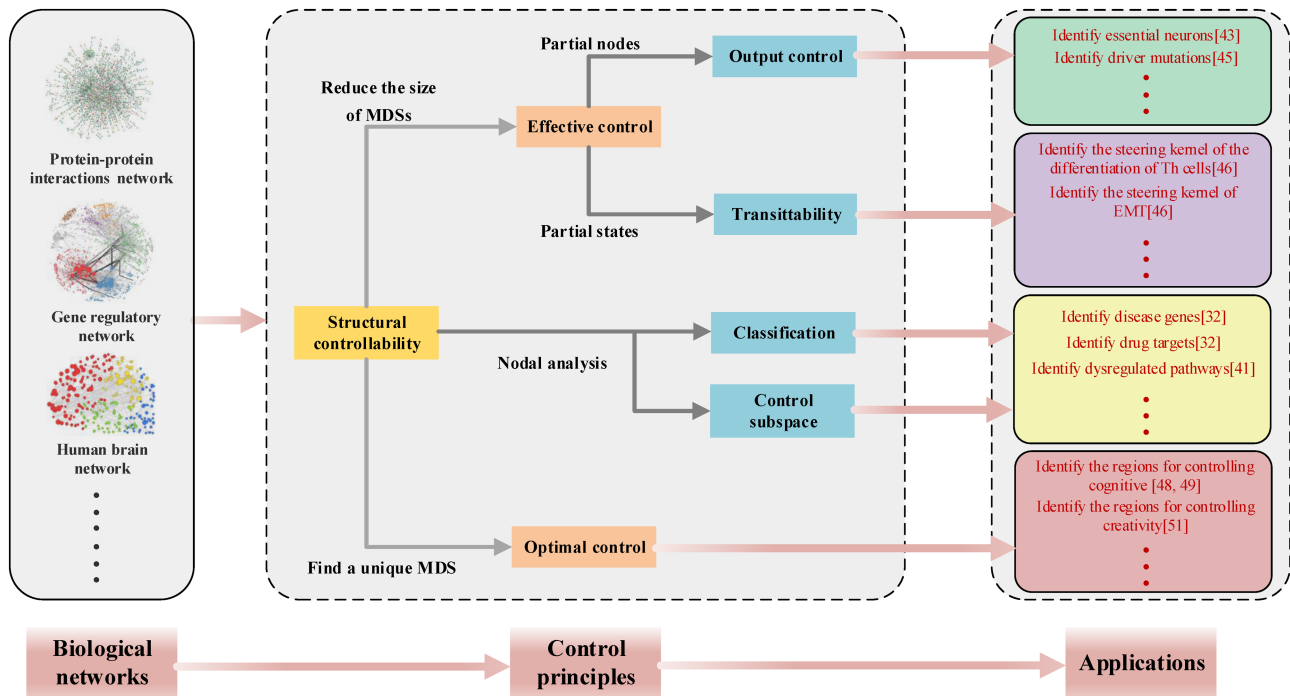 Protein-protein
interactions network
Gene regulatory
network
Human brain
network
Partial nodes
Output control
Reduce the size
of MDSs
Effective control
Partial states
Transittability
Structural
controllability
Nodal analysis
Classification
Control
subspace
Find a unique MDS
Optimal control
Identify essential neurons[43]
Identify driver mutations[45]
Identify the steering kernel of the
differentiation of Th cells[46]
Identify the steering kernel of
EMT[46]
Identify disease genes[32]
Identify drug targets[32]
Identify dysregulated pathways[41]
Identify the regions for controlling
cognitive [48, 49]
Identify the regions for controlling
creativity[51]
Biological
networks
Control
principles
Applications